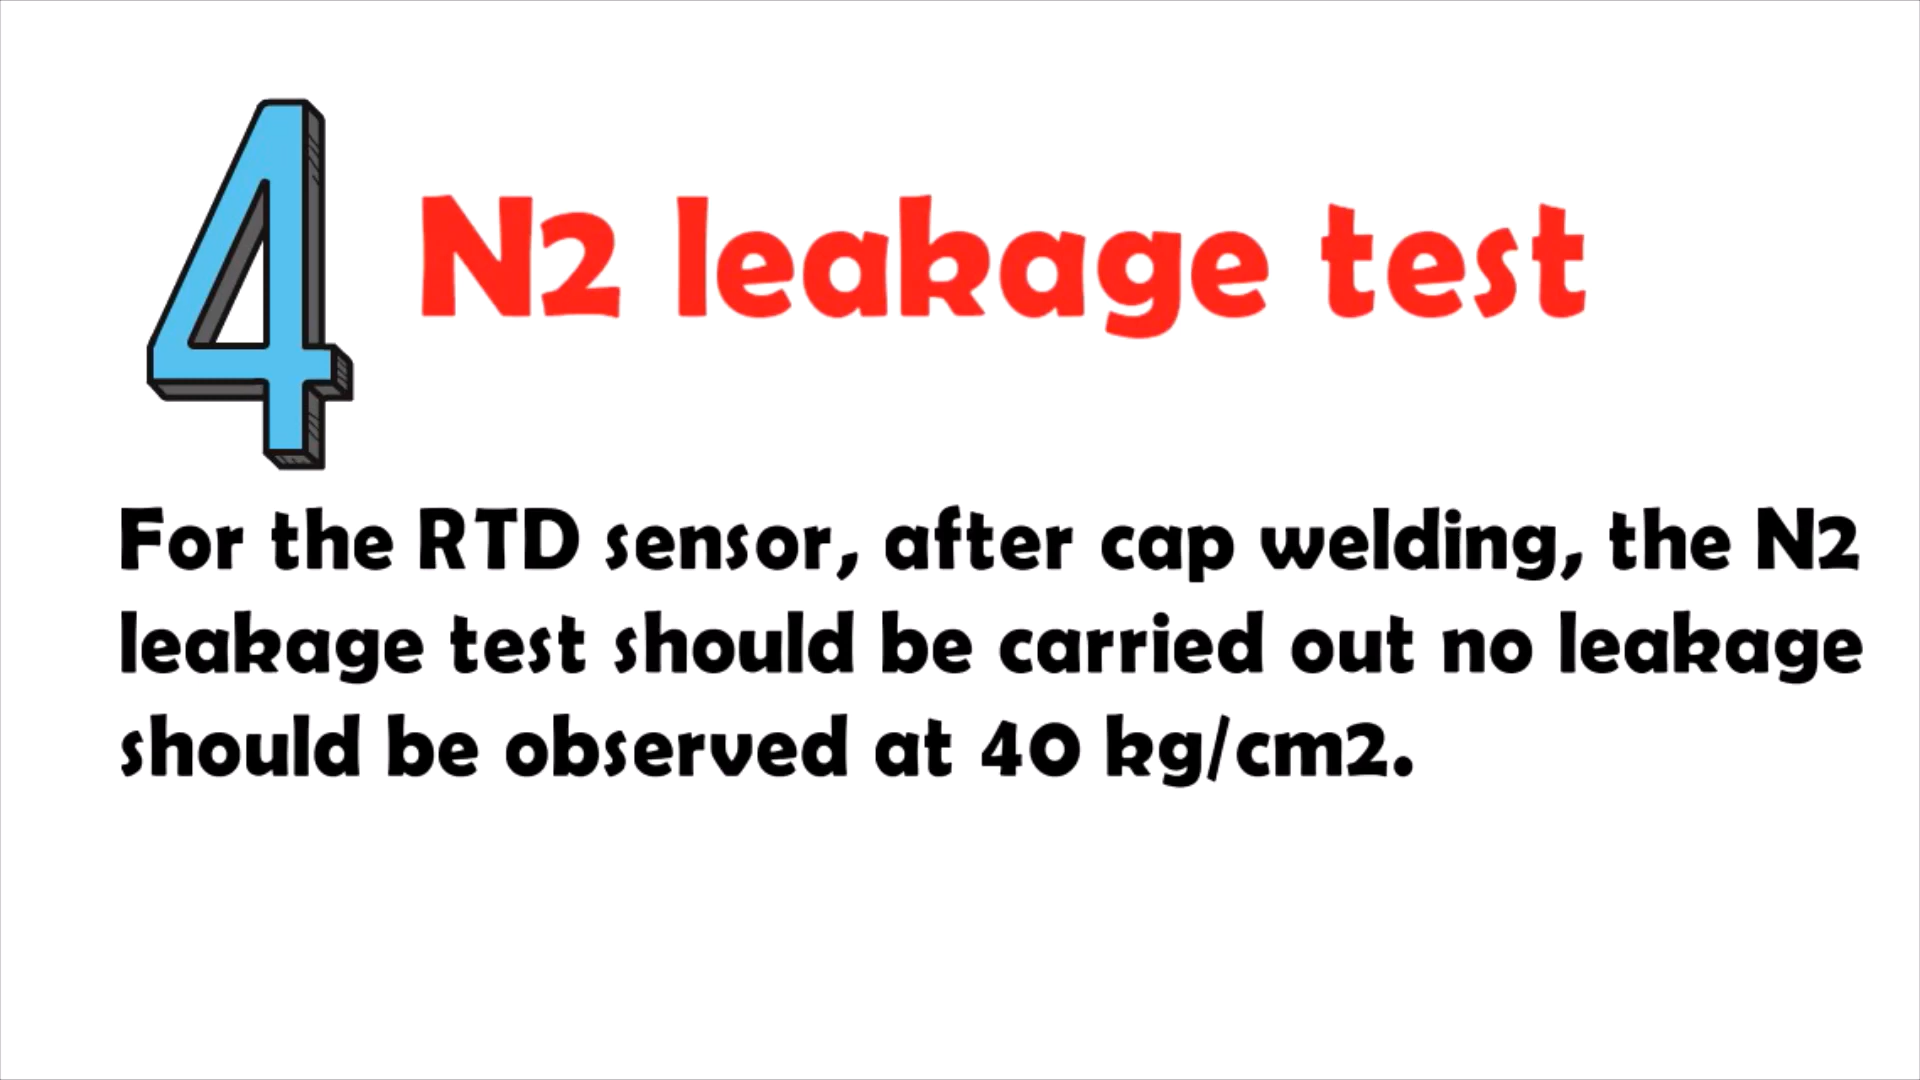 4
N2 leakage test
For the RTD sensor, after cap welding, the N2
leakage test should be carried out no leakage
should be observed at 40 kg/cm2.